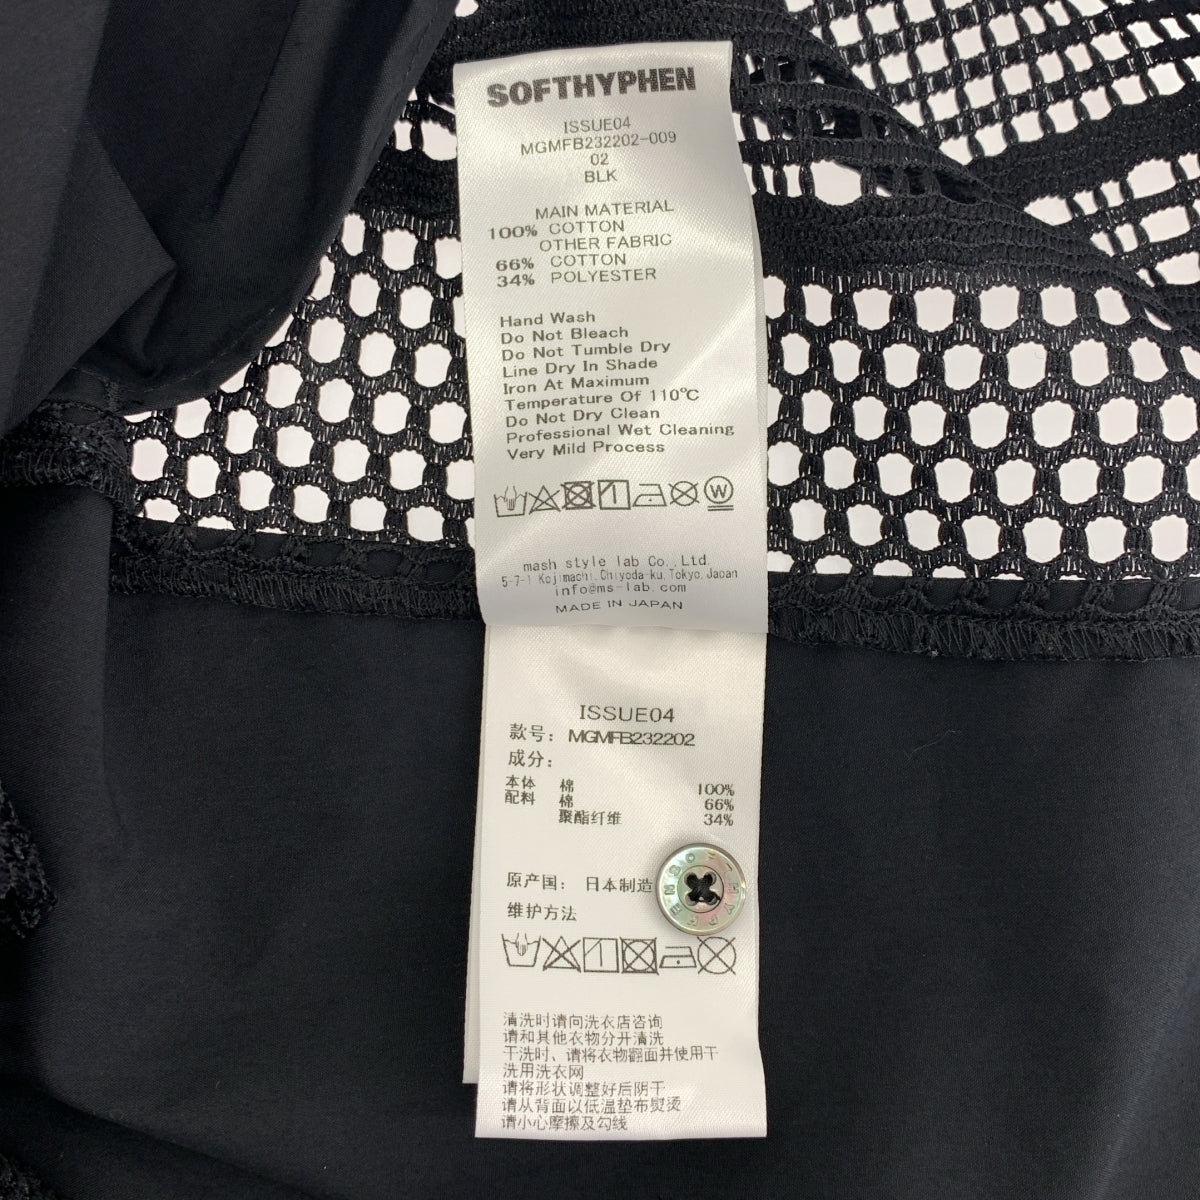 SOFTHYPHEN
ISSUE04
MGMFB232202-009
02
BLK
MAIN MATERIAL
100% COTTON
OTHER FABRIC
66% COTTON
34% POLYESTER
Hand Wash
Do Not Bleach
Do Not Tumble Dry
Line Dry In Shade
Iron At Maximum
Temperature Of 110℃
Do Not Dry Clean
Professional Wet Cleaning
Very Mild Process
W
mash style lab Co.,Ltd.
5-7-1 Kojimachi,Chiyoda-ku,Tokyo,Japan
info@ms-lab.com
MADE IN JAPAN
ISSUE04
款号: MGMFB232202
成分:
本体 棉 100%
配料 棉 66%
聚酯纤维 34%
原产国: 日本制造
SOFTHYPHEN
维护方法
清洗时请向洗衣店咨询
请和其他衣物分开清洗
干洗时、请将衣物翻面并使用干
洗用洗衣网
请将形状调整好后阴干
请从背面以低温垫布熨烫
请小心摩擦及勾线